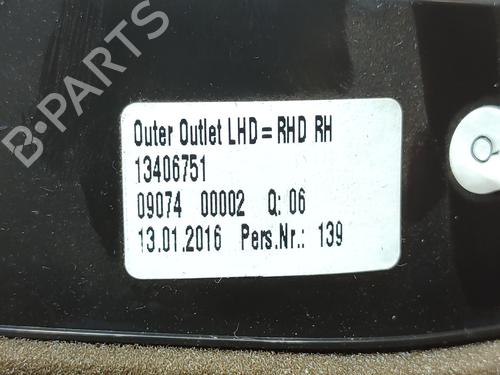 B-PARTS
Outer Outlet LHD = RHD RH
13406751
09074 00002 Q: 06
13.01.2016 Pers.Nr.: 139